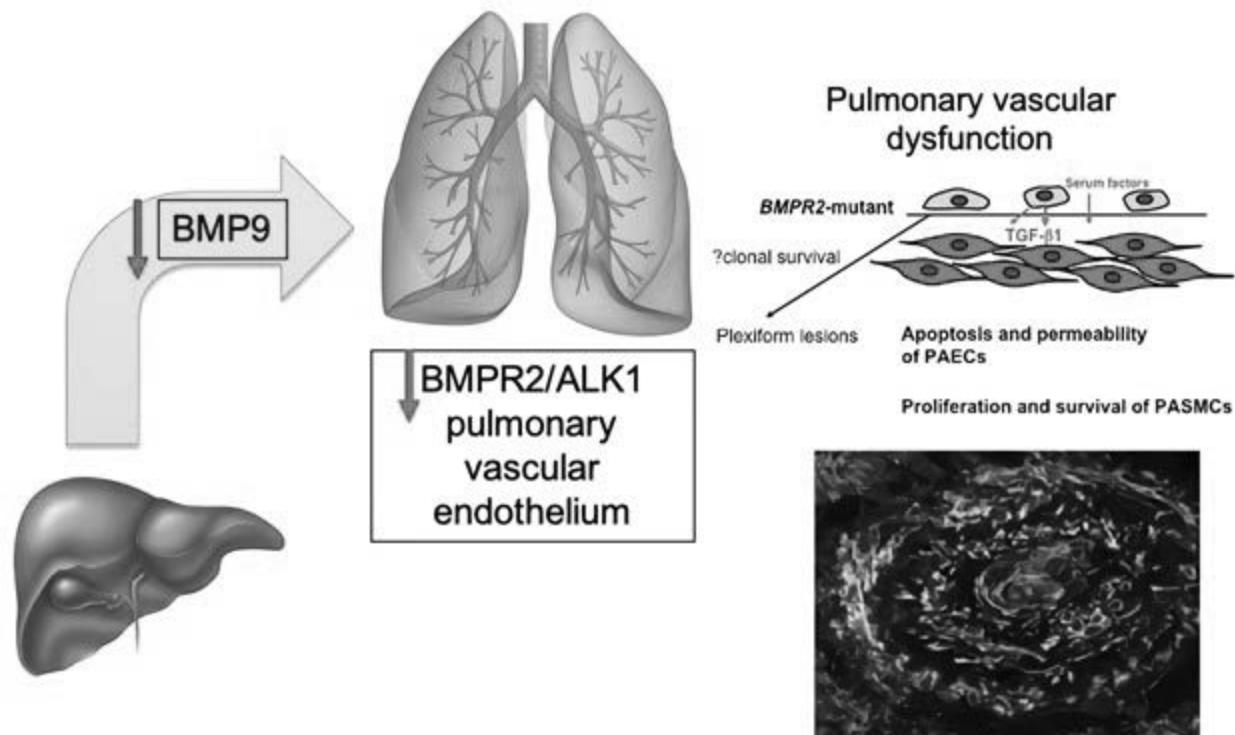 BMP9
BMPR2/ALK1
pulmonary
vascular
endothelium
Pulmonary vascular
dysfunction
Serum factors
BMPR2-mutant
TGF-β1
?clonal survival
Plexiform lesions
Apoptosis and permeability
of PAECs
Proliferation and survival of PASMCs